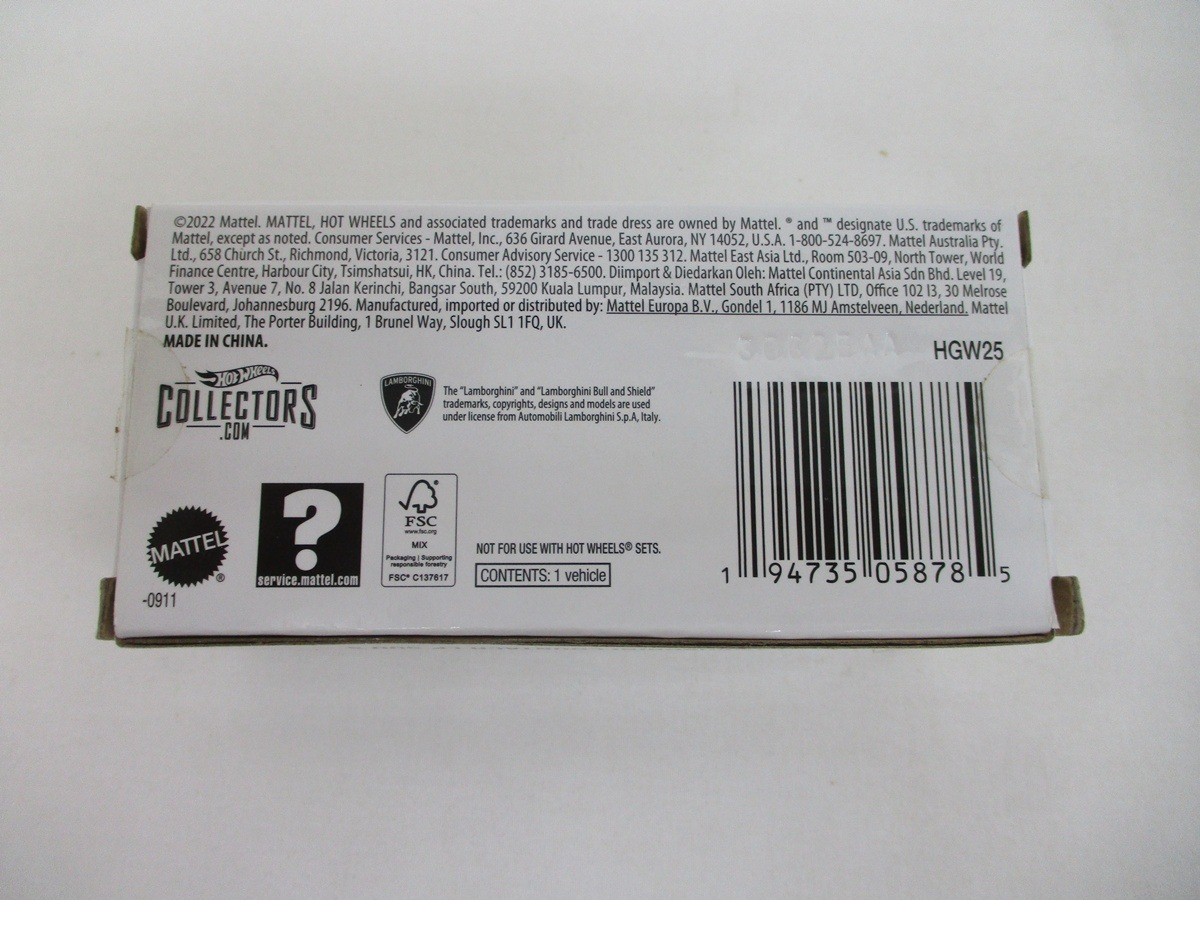 ©2022 Mattel. MATTEL, HOT WHEELS and associated trademarks and trade dress are owned by Mattel. ® and ™ designate U.S. trademarks of
Mattel, except as noted. Consumer Services - Mattel, Inc., 636 Girard Avenue, East Aurora, NY 14052, U.S.A. 1-800-524-8697. Mattel Australia Pty.
Ltd., 658 Church St., Richmond, Victoria, 3121. Consumer Advisory Service - 1300 135 312. Mattel East Asia Ltd., Room 503-09, North Tower, World
Finance Centre, Harbour City, Tsimshatsui, HK, China. Tel.: (852) 3185-6500. Diimport & Diedarkan Oleh: Mattel Continental Asia Sdn Bhd. Level 19,
Tower 3, Avenue 7, No. 8 Jalan Kerinchi, Bangsar South, 59200 Kuala Lumpur, Malaysia. Mattel South Africa (PTY) LTD, Office 102 I3, 30 Melrose
Boulevard, Johannesburg 2196. Manufactured, imported or distributed by: Mattel Europa B.V., Gondel 1, 1186 MJ Amstelveen, Nederland. Mattel
U.K. Limited, The Porter Building, 1 Brunel Way, Slough SL1 1FQ, UK.
MADE IN CHINA.
HGW25
HOT WHEELS
COLLECTORS
.COM
LAMBORGHINI
The "Lamborghini" and "Lamborghini Bull and Shield"
trademarks, copyrights, designs and models are used
under license from Automobili Lamborghini S.p.A, Italy.
MATTEL®
-0911
?
service.mattel.com
FSC
www.fsc.org
MIX
Packaging | Supporting
responsible forestry
FSC® C137617
NOT FOR USE WITH HOT WHEELS® SETS.
CONTENTS: 1 vehicle
1 94735 05878 5